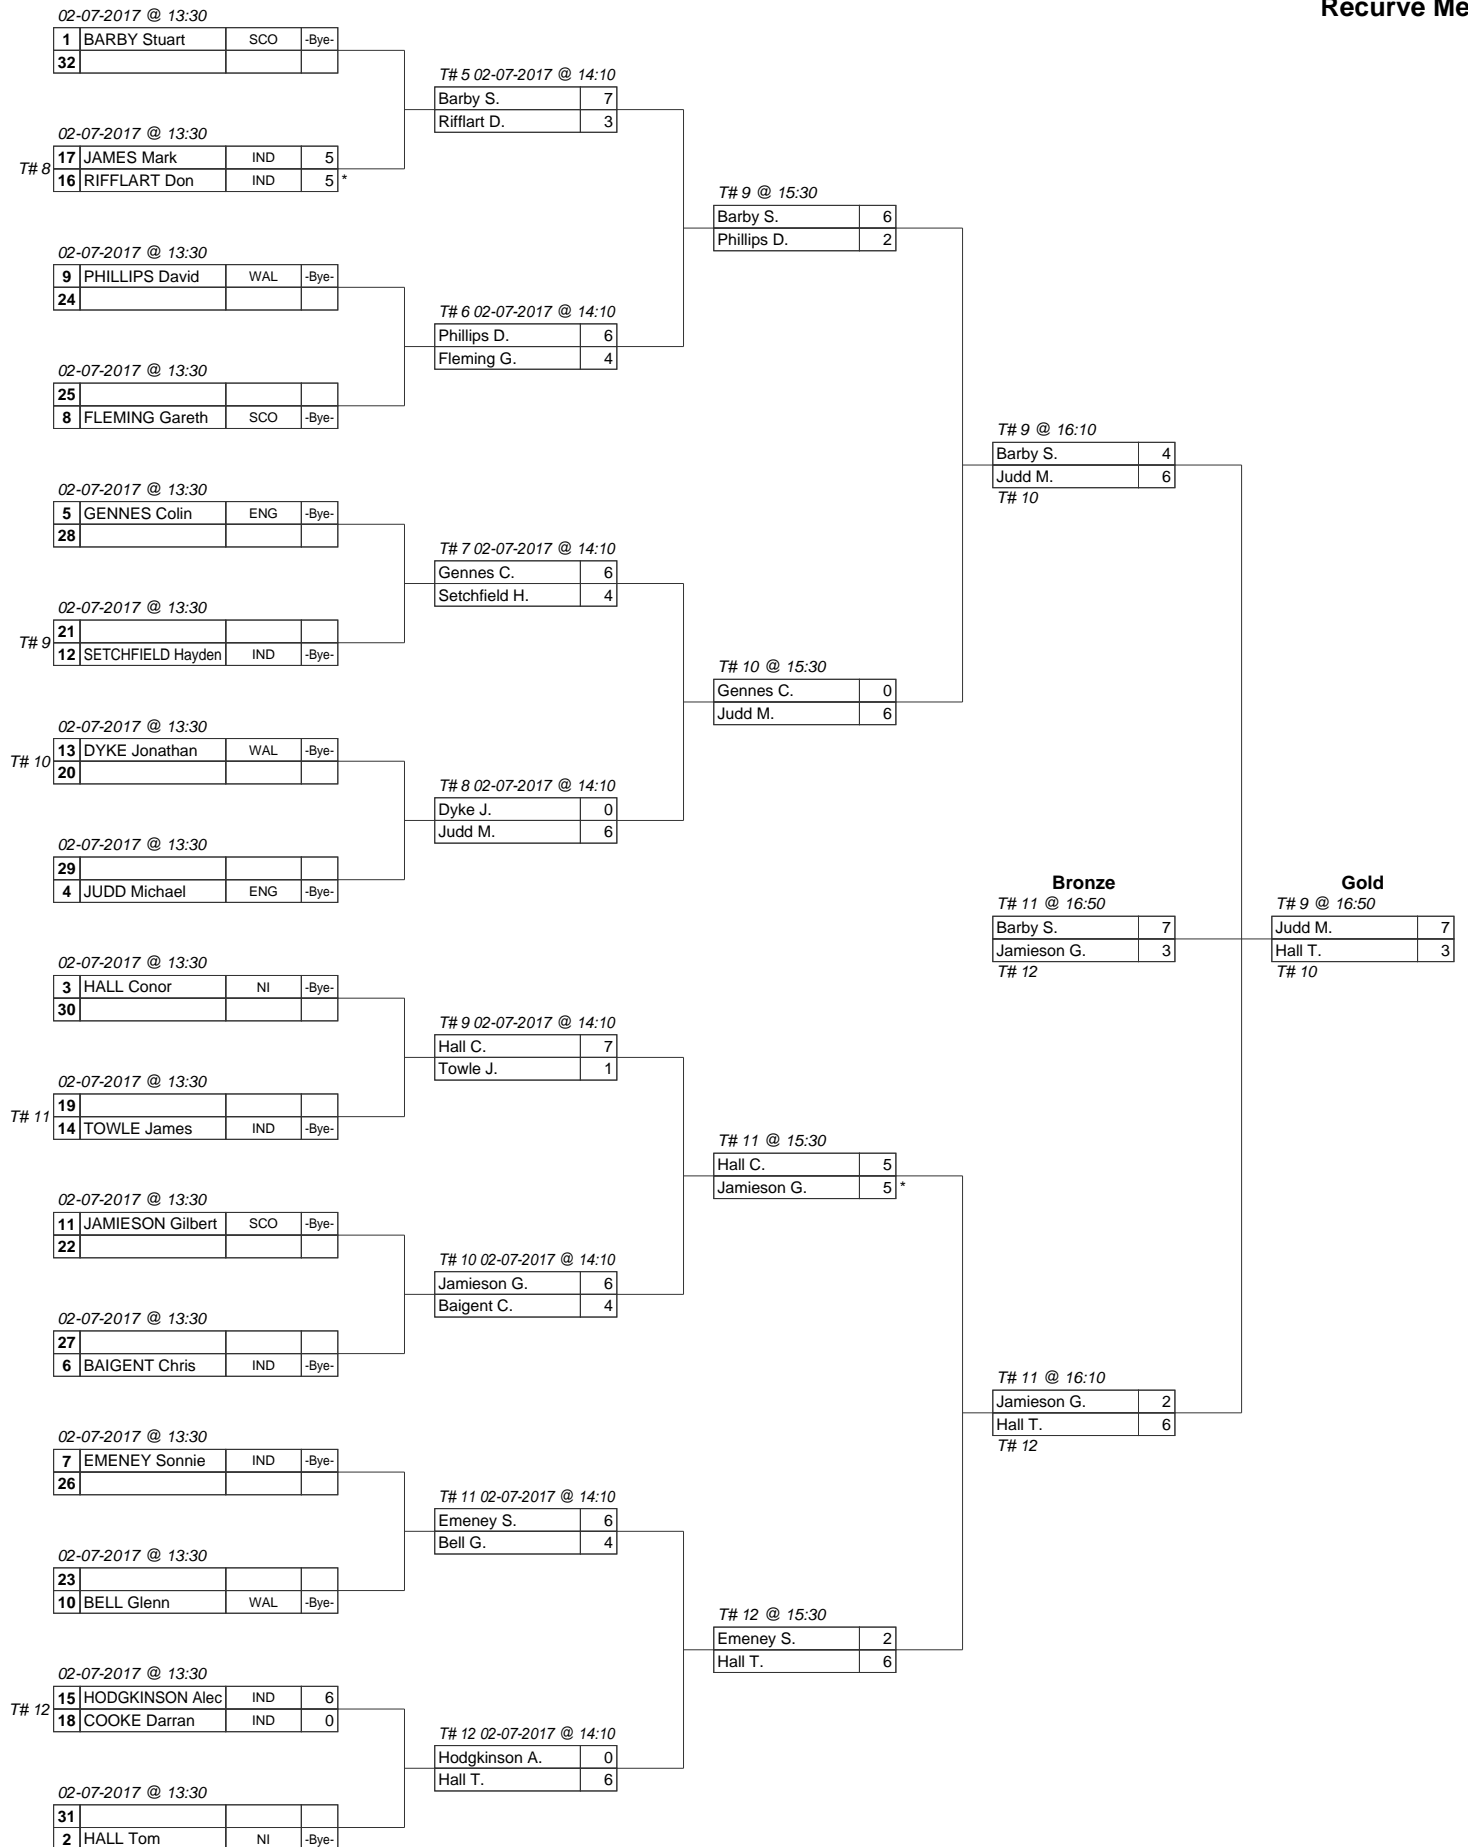 Recurve Me
02-07-2017 @ 13:30
1 BARBY Stuart SCO -Bye-
32
T# 5 02-07-2017 @ 14:10
Barby S. 7
Rifflart D. 3
02-07-2017 @ 13:30
T# 8
17 JAMES Mark IND 5
16 RIFFLART Don IND 5 *
T# 9 @ 15:30
Barby S. 6
Phillips D. 2
02-07-2017 @ 13:30
9 PHILLIPS David WAL -Bye-
24
T# 6 02-07-2017 @ 14:10
Phillips D. 6
Fleming G. 4
02-07-2017 @ 13:30
25
8 FLEMING Gareth SCO -Bye-
T# 9 @ 16:10
Barby S. 4
Judd M. 6
T# 10
02-07-2017 @ 13:30
5 GENNES Colin ENG -Bye-
28
T# 7 02-07-2017 @ 14:10
Gennes C. 6
Setchfield H. 4
02-07-2017 @ 13:30
T# 9
21
12 SETCHFIELD Hayden IND -Bye-
T# 10 @ 15:30
Gennes C. 0
Judd M. 6
02-07-2017 @ 13:30
T# 10
13 DYKE Jonathan WAL -Bye-
20
T# 8 02-07-2017 @ 14:10
Dyke J. 0
Judd M. 6
02-07-2017 @ 13:30
29
4 JUDD Michael ENG -Bye-
Bronze
T# 11 @ 16:50
Barby S. 7
Jamieson G. 3
T# 12
Gold
T# 9 @ 16:50
Judd M. 7
Hall T. 3
T# 10
02-07-2017 @ 13:30
3 HALL Conor NI -Bye-
30
T# 9 02-07-2017 @ 14:10
Hall C. 7
Towle J. 1
02-07-2017 @ 13:30
T# 11
19
14 TOWLE James IND -Bye-
T# 11 @ 15:30
Hall C. 5
Jamieson G. 5 *
02-07-2017 @ 13:30
11 JAMIESON Gilbert SCO -Bye-
22
T# 10 02-07-2017 @ 14:10
Jamieson G. 6
Baigent C. 4
02-07-2017 @ 13:30
27
6 BAIGENT Chris IND -Bye-
T# 11 @ 16:10
Jamieson G. 2
Hall T. 6
T# 12
02-07-2017 @ 13:30
7 EMENEY Sonnie IND -Bye-
26
T# 11 02-07-2017 @ 14:10
Emeney S. 6
Bell G. 4
02-07-2017 @ 13:30
23
10 BELL Glenn WAL -Bye-
T# 12 @ 15:30
Emeney S. 2
Hall T. 6
02-07-2017 @ 13:30
T# 12
15 HODGKINSON Alec IND 6
18 COOKE Darran IND 0
T# 12 02-07-2017 @ 14:10
Hodgkinson A. 0
Hall T. 6
02-07-2017 @ 13:30
31
2 HALL Tom NI -Bye-